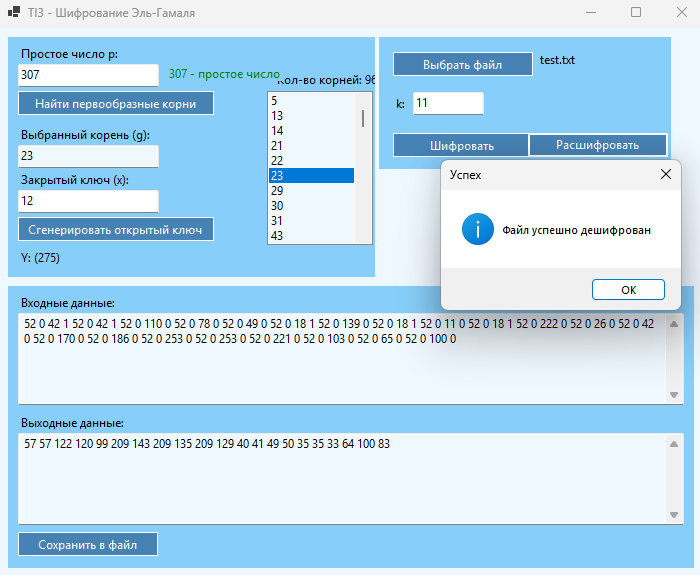 TI3 - Шифрование Эль-Гамаля
Простое число p:
307
307 - простое число
Найти первообразные корни
Кол-во корней: 96
Выбранный корень (g):
23
Закрытый ключ (x):
12
Сгенерировать открытый ключ
Y: (275)
5
13
14
21
22
23
29
30
31
43
Выбрать файл
test.txt
k:
11
Шифровать
Расшифровать
Успех
Файл успешно дешифрован
ОК
Входные данные:
52 0 42 1 52 0 42 1 52 0 110 0 52 0 78 0 52 0 49 0 52 0 18 1 52 0 139 0 52 0 18 1 52 0 11 0 52 0 18 1 52 0 222 0 52 0 26 0 52 0 42
0 52 0 170 0 52 0 186 0 52 0 253 0 52 0 253 0 52 0 221 0 52 0 103 0 52 0 65 0 52 0 100 0
Выходные данные:
57 57 122 120 99 209 143 209 135 209 129 40 41 49 50 35 35 33 64 100 83
Сохранить в файл